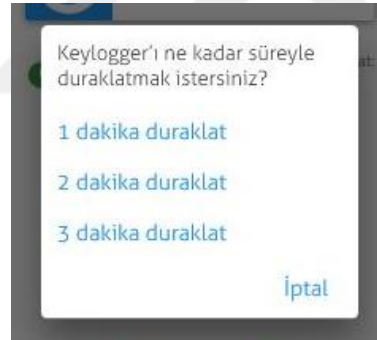 Keylogger'ı ne kadar süreyle
duraklatmak istersiniz?
1 dakika duraklat
2 dakika duraklat
3 dakika duraklat
İptal